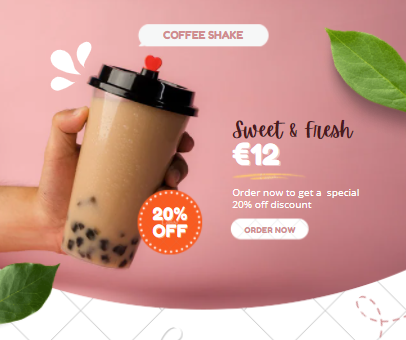 COFFEE SHAKE
Sweet & Fresh
€12
Order now to get a special
20% off discount
20%
OFF
ORDER NOW